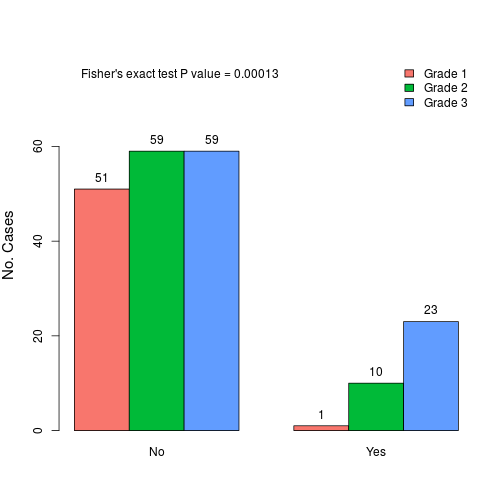 Fisher's exact test P value = 0.00013
Grade 1
Grade 2
Grade 3
No. Cases
60
40
20
0
51
59
59
1
10
23
No
Yes